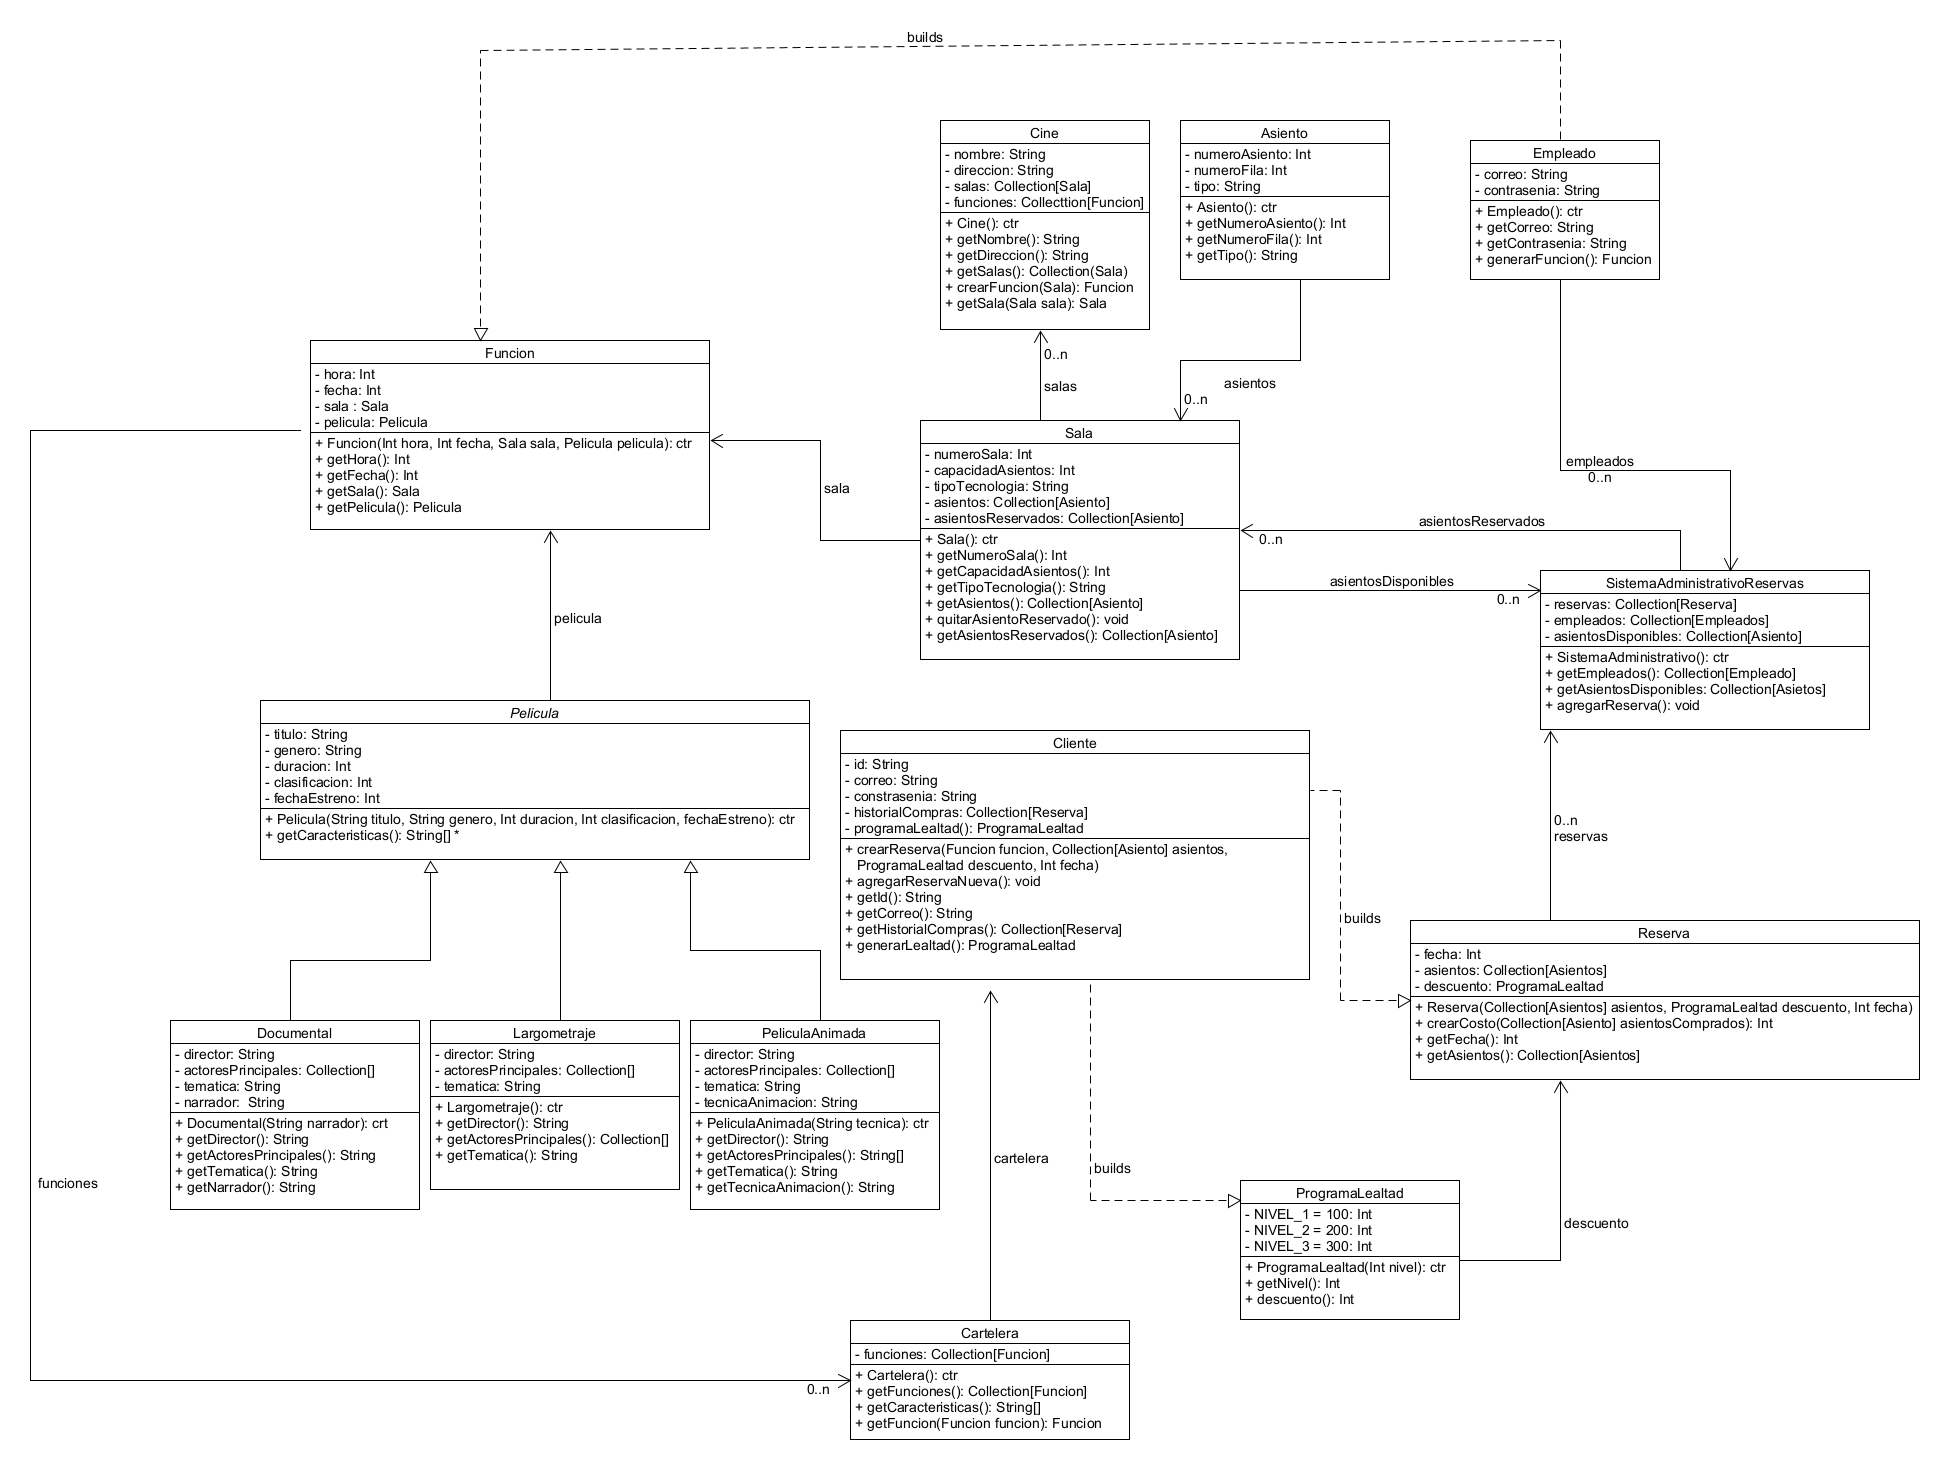 builds
Cine
- nombre: String
- direccion: String
- salas: Collection[Sala]
- funciones: Collecttion[Funcion]
+ Cine(): ctr
+ getNombre(): String
+ getDireccion(): String
+ getSalas(): Collection(Sala)
+ crearFuncion(Sala): Funcion
+ getSala(Sala sala): Sala
Asiento
- numeroAsiento: Int
- numeroFila: Int
- tipo: String
+ Asiento(): ctr
+ getNumeroAsiento(): Int
+ getNumeroFila(): Int
+ getTipo(): String
Empleado
- correo: String
- contrasenia: String
+ Empleado(): ctr
+ getCorreo: String
+ getContrasenia: String
+ generarFuncion(): Funcion
0..n
salas
asientos
0..n
Funcion
- hora: Int
- fecha: Int
- sala : Sala
- pelicula: Pelicula
+ Funcion(Int hora, Int fecha, Sala sala, Pelicula pelicula): ctr
+ getHora(): Int
+ getFecha(): Int
+ getSala(): Sala
+ getPelicula(): Pelicula
sala
Sala
- numeroSala: Int
- capacidadAsientos: Int
- tipoTecnologia: String
- asientos: Collection[Asiento]
- asientosReservados: Collection[Asiento]
+ Sala(): ctr
+ getNumeroSala(): Int
+ getCapacidadAsientos(): Int
+ getTipoTecnologia(): String
+ getAsientos(): Collection[Asiento]
+ quitarAsientoReservado(): void
+ getAsientosReservados(): Collection[Asiento]
empleados
0..n
asientosReservados
0..n
asientosDisponibles
0..n
SistemaAdministrativoReservas
- reservas: Collection[Reserva]
- empleados: Collection[Empleados]
- asientosDisponibles: Collection[Asiento]
+ SistemaAdministrativo(): ctr
+ getEmpleados(): Collection[Empleado]
+ getAsientosDisponibles: Collection[Asietos]
+ agregarReserva(): void
pelicula
Pelicula
- titulo: String
- genero: String
- duracion: Int
- clasificacion: Int
- fechaEstreno: Int
+ Pelicula(String titulo, String genero, Int duracion, Int clasificacion, fechaEstreno): ctr
+ getCaracteristicas(): String[] *
Cliente
- id: String
- correo: String
- constrasenia: String
- historialCompras: Collection[Reserva]
- programaLealtad(): ProgramaLealtad
+ crearReserva(Funcion funcion, Collection[Asiento] asientos,
ProgramaLealtad descuento, Int fecha)
+ agregarReservaNueva(): void
+ getId(): String
+ getCorreo(): String
+ getHistorialCompras(): Collection[Reserva]
+ generarLealtad(): ProgramaLealtad
0..n
reservas
builds
Reserva
- fecha: Int
- asientos: Collection[Asientos]
- descuento: ProgramaLealtad
+ Reserva(Collection[Asientos] asientos, ProgramaLealtad descuento, Int fecha)
+ crearCosto(Collection[Asiento] asientosComprados): Int
+ getFecha(): Int
+ getAsientos(): Collection[Asientos]
Documental
- director: String
- actoresPrincipales: Collection[]
- tematica: String
- narrador:  String
+ Documental(String narrador): crt
+ getDirector(): String
+ getActoresPrincipales(): String
+ getTematica(): String
+ getNarrador(): String
Largometraje
- director: String
- actoresPrincipales: Collection[]
- tematica: String
+ Largometraje(): ctr
+ getDirector(): String
+ getActoresPrincipales(): Collection[]
+ getTematica(): String
PeliculaAnimada
- director: String
- actoresPrincipales: Collection[]
- tematica: String
- tecnicaAnimacion: String
+ PeliculaAnimada(String tecnica): ctr
+ getDirector(): String
+ getActoresPrincipales(): String[]
+ getTematica(): String
+ getTecnicaAnimacion(): String
funciones
cartelera
builds
ProgramaLealtad
- NIVEL_1 = 100: Int
- NIVEL_2 = 200: Int
- NIVEL_3 = 300: Int
+ ProgramaLealtad(Int nivel): ctr
+ getNivel(): Int
+ descuento(): Int
descuento
Cartelera
- funciones: Collection[Funcion]
+ Cartelera(): ctr
+ getFunciones(): Collection[Funcion]
+ getCaracteristicas(): String[]
+ getFuncion(Funcion funcion): Funcion
0..n